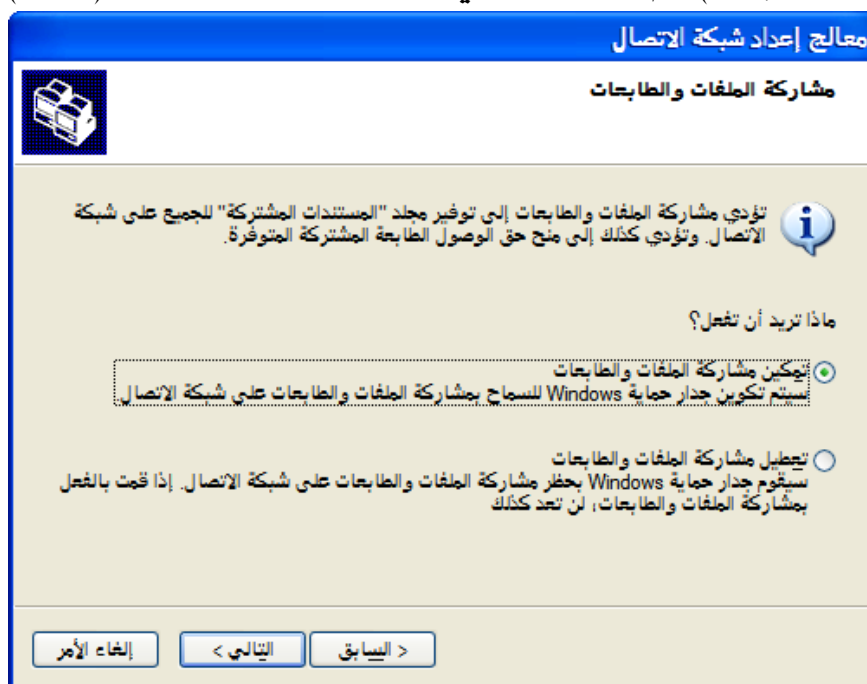 معالج إعداد شبكة الاتصال
مشاركة الملفات والطابعات
تؤدي مشاركة الملفات والطابعات إلى توفير مجلد "المستندات المشتركة" للجميع على شبكة
الاتصال. وتؤدي كذلك إلى منح حق الوصول الطابعة المشتركة المتوفرة.
ماذا تريد أن تفعل؟
تمكين مشاركة الملفات والطابعات
سيتم تكوين جدار حماية Windows للسماح بمشاركة الملفات والطابعات على شبكة الاتصال.
تعطيل مشاركة الملفات والطابعات
سيقوم جدار حماية Windows بحظر مشاركة الملفات والطابعات على شبكة الاتصال. إذا قمت بالفعل
بمشاركة الملفات والطابعات، لن تعد كذلك
< السابق
التالي >
إلغاء الأمر